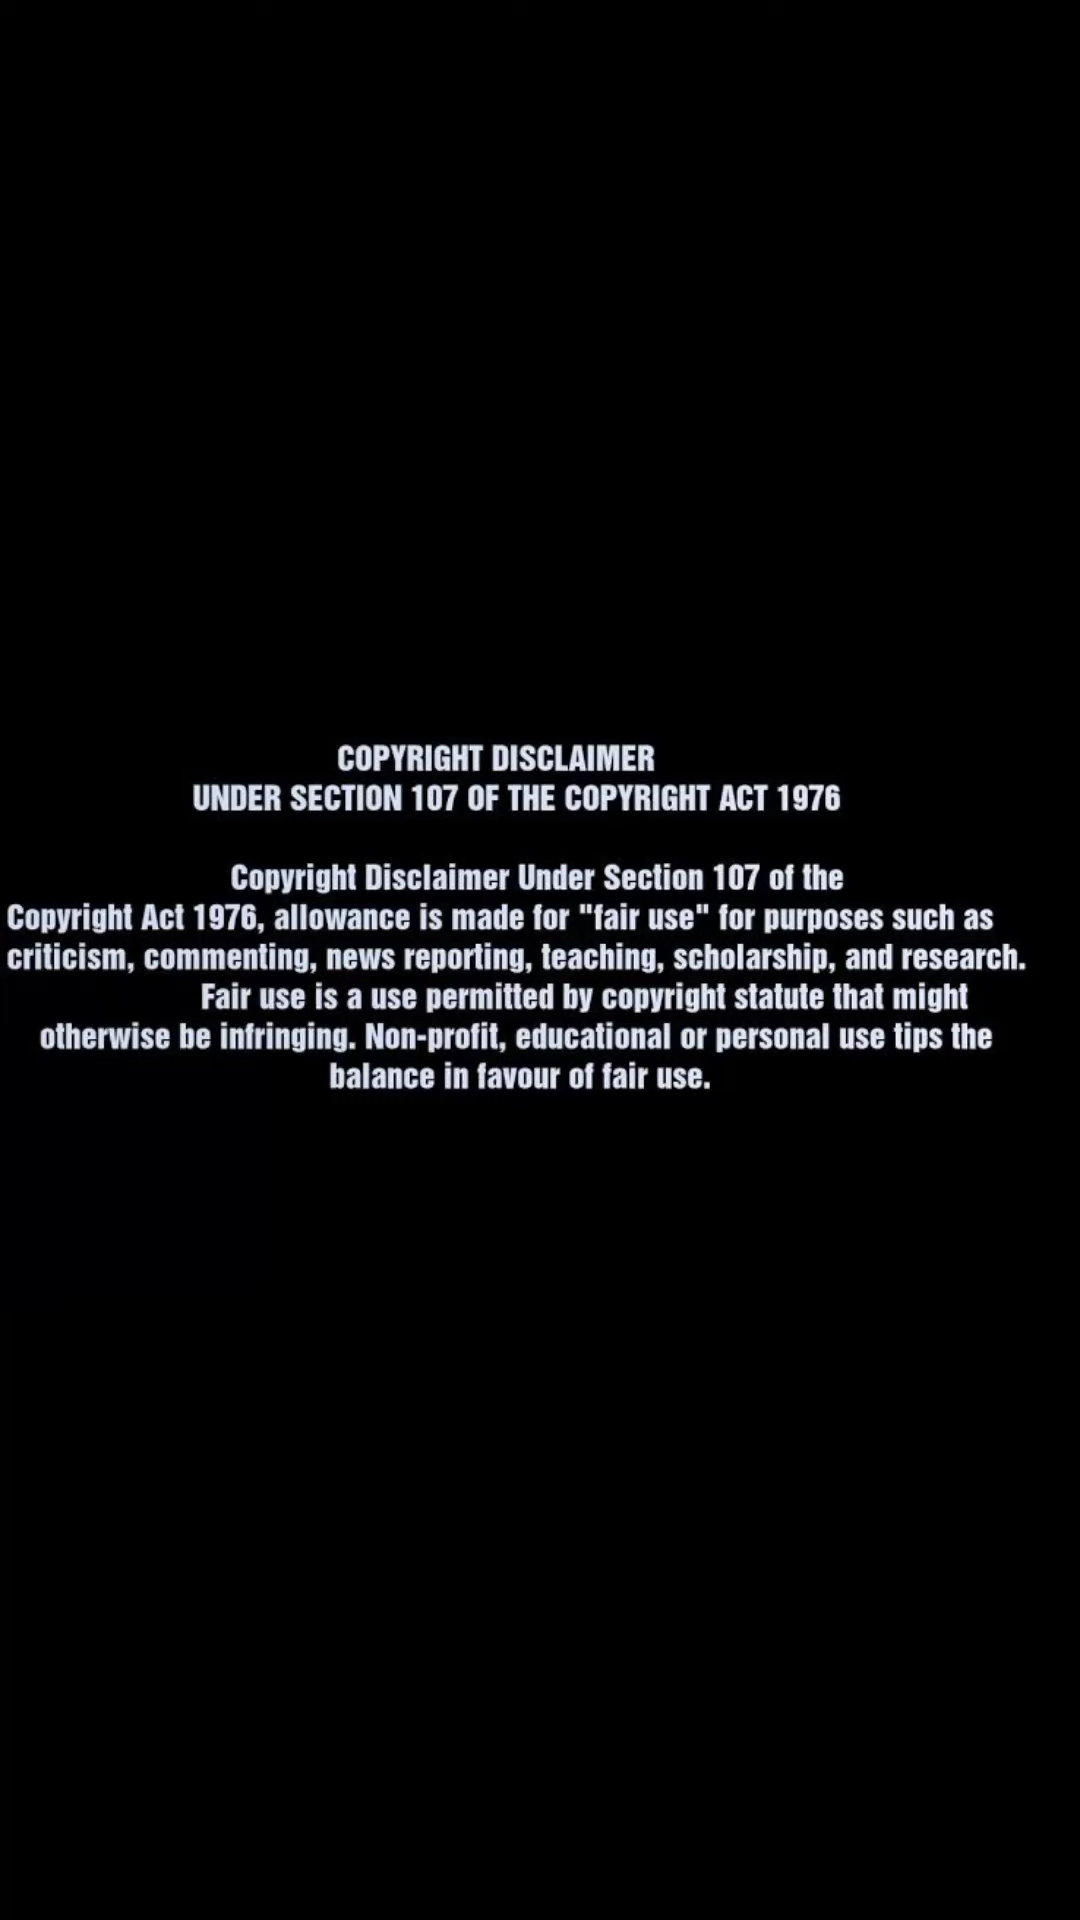 COPYRIGHT DISCLAIMER
UNDER SECTION 107 OF THE COPYRIGHT ACT 1976
Copyright Disclaimer Under Section 107 of the
Copyright Act 1976, allowance is made for "fair use" for purposes such as
criticism, commenting, news reporting, teaching, scholarship, and research.
Fair use is a use permitted by copyright statute that might
otherwise be infringing. Non-profit, educational or personal use tips the
balance in favour of fair use.